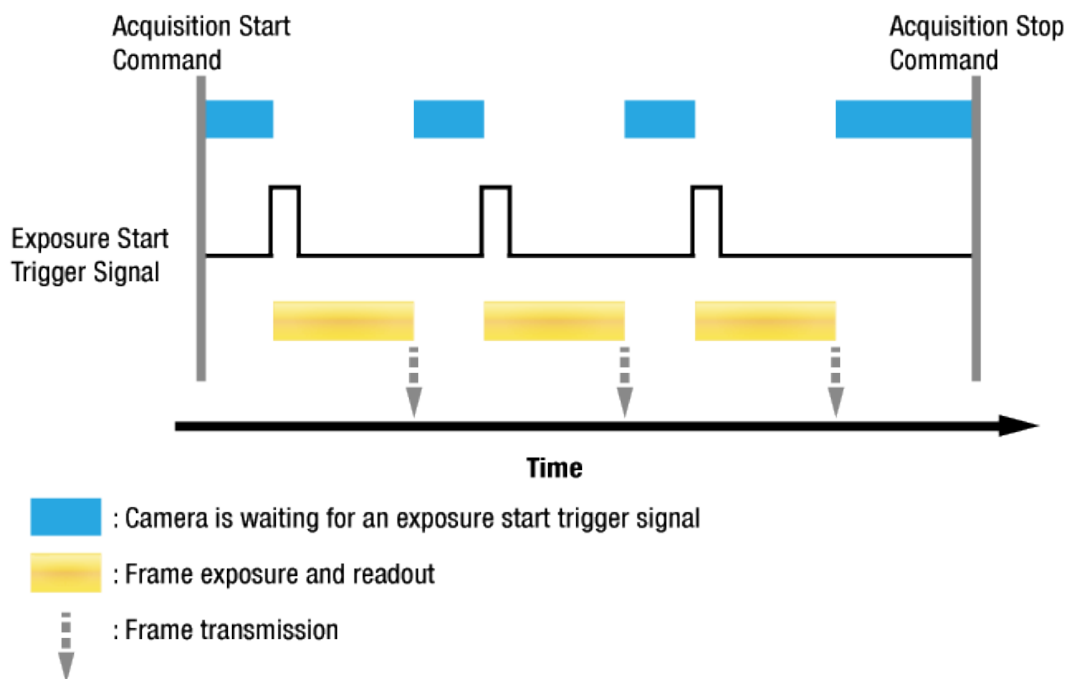 Acquisition Start
Command
Acquisition Stop
Command
Exposure Start
Trigger Signal
Time
: Camera is waiting for an exposure start trigger signal
: Frame exposure and readout
: Frame transmission